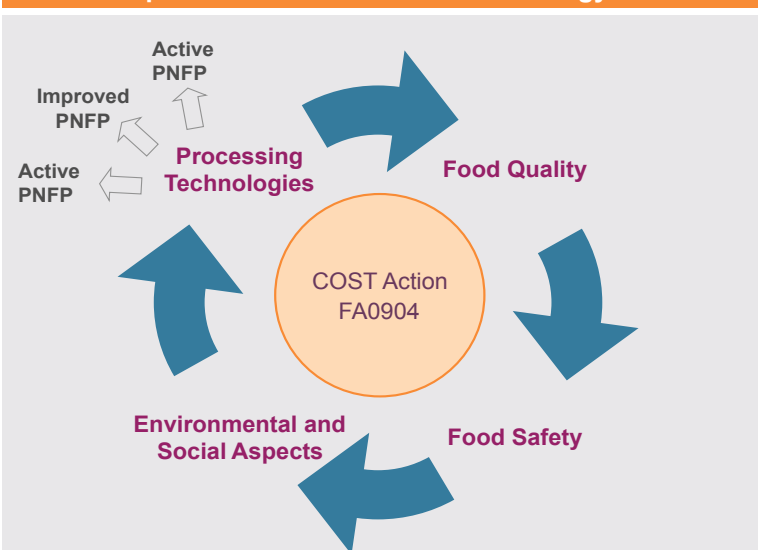 Active
PNFP
Improved
PNFP
Active
PNFP
Processing
Technologies
Food Quality
COST Action
FA0904
Environmental and
Social Aspects
Food Safety